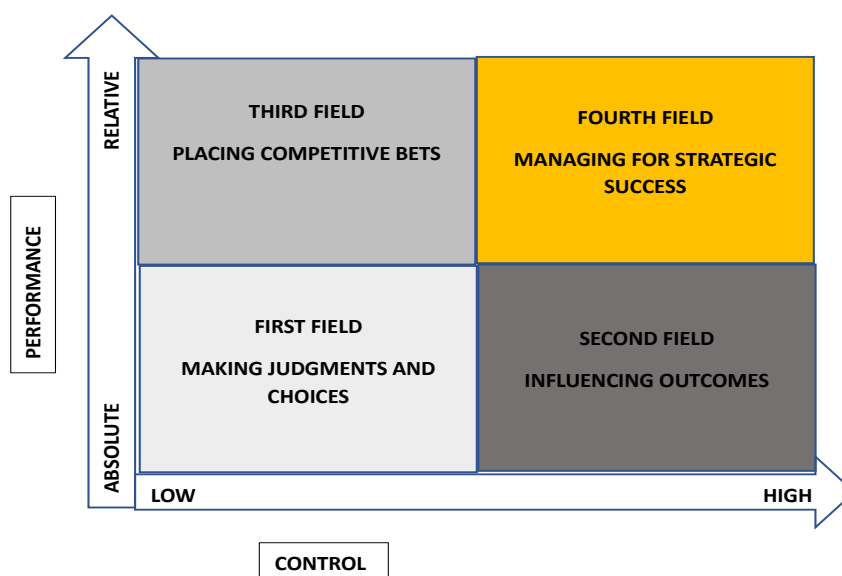 RELATIVE
THIRD FIELD
PLACING COMPETITIVE BETS
FOURTH FIELD
MANAGING FOR STRATEGIC
SUCCESS
PERFORMANCE
FIRST FIELD
MAKING JUDGMENTS AND
CHOICES
SECOND FIELD
INFLUENCING OUTCOMES
ABSOLUTE
LOW
HIGH
CONTROL